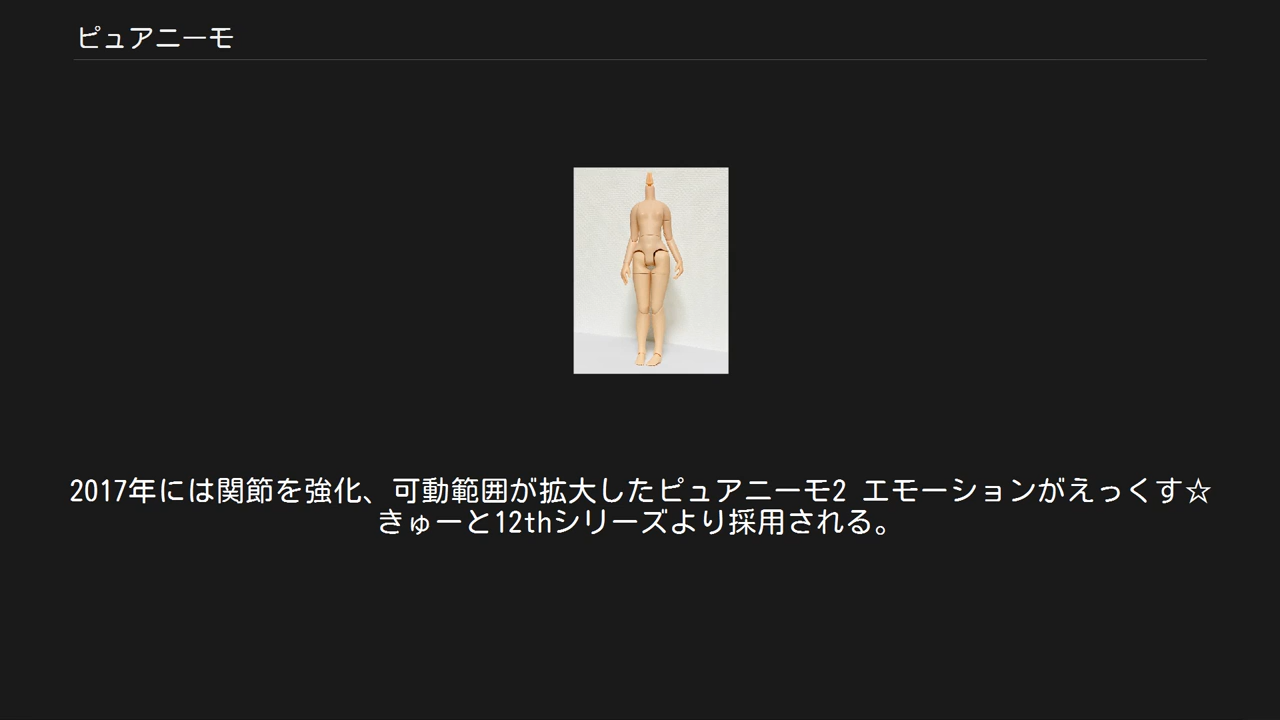 ピュアニーモ
2017年には関節を強化、可動範囲が拡大したピュアニーモ2 エモーションがえっくす☆
きゅーと12thシリーズより採用される。